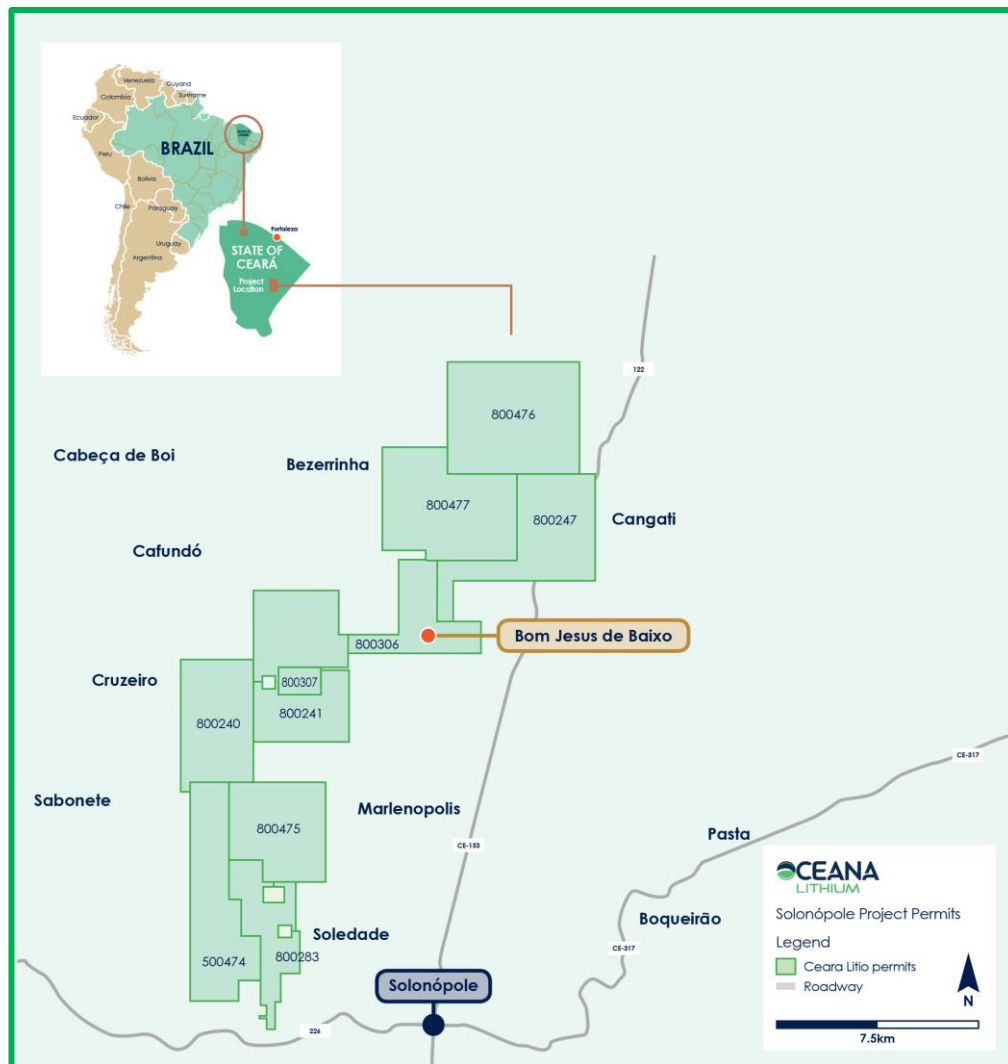 Venezuela
Guyana
Suriname
Colombia
Ecuador
BRAZIL
Peru
Bolivia
Chile
Paraguay
Uruguay
Argentina
Fortaleza
STATE OF
CEARÁ
Project
Location
122
800476
Cabeça de Boi
Bezerrinha
800477
800247
Cangati
Cafundó
800306
Bom Jesus de Baixo
Cruzeiro
800307
800240
800241
CE-317
Sabonete
Marlenopolis
800475
Pasta
CE-153
OCEANA
LITHIUM
Solonópole Project Permits
Legend
Ceara Litio permits
Roadway
N
7.5km
Boqueirão
Soledade
CE-317
500474
800283
Solonópole
226